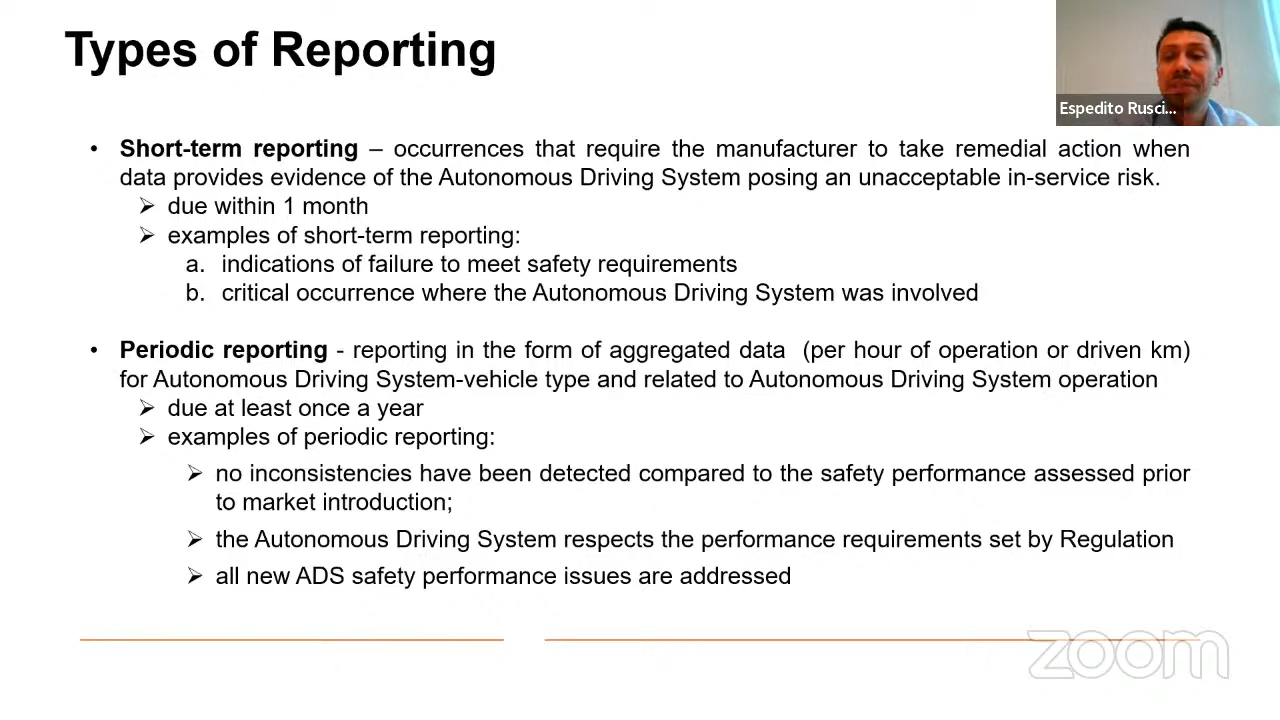 Types of Reporting
Espedito Rusci...
• Short-term reporting – occurrences that require the manufacturer to take remedial action when
data provides evidence of the Autonomous Driving System posing an unacceptable in-service risk.
➢ due within 1 month
➢ examples of short-term reporting:
a. indications of failure to meet safety requirements
b. critical occurrence where the Autonomous Driving System was involved
• Periodic reporting - reporting in the form of aggregated data (per hour of operation or driven km)
for Autonomous Driving System-vehicle type and related to Autonomous Driving System operation
➢ due at least once a year
➢ examples of periodic reporting:
➢ no inconsistencies have been detected compared to the safety performance assessed prior
to market introduction;
➢ the Autonomous Driving System respects the performance requirements set by Regulation
➢ all new ADS safety performance issues are addressed
zoom